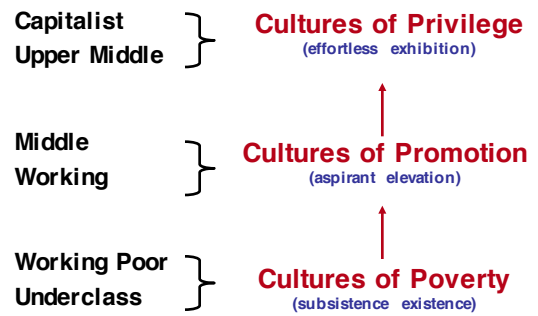 Capitalist
Upper Middle
Cultures of Privilege
(effortless exhibition)
Middle
Working
Cultures of Promotion
(aspirant elevation)
Working Poor
Underclass
Cultures of Poverty
(subsistence existence)